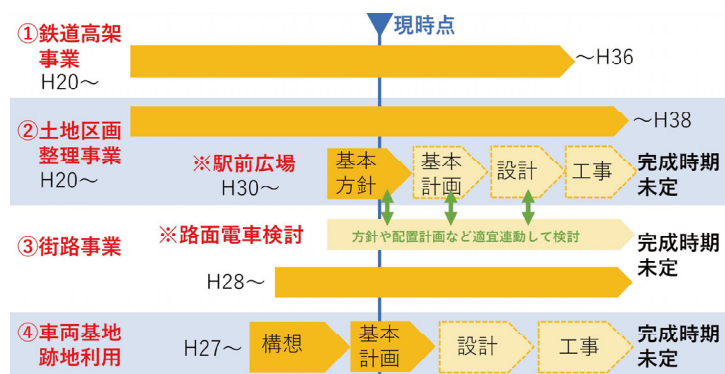 現時点
①鉄道高架
事業
H20～
～H36
②土地区画
整理事業
H20～
～H38
※駅前広場
H30～
基本
方針
基本
計画
設計
工事
完成時期
未定
③街路事業
※路面電車検討
方針や配置計画など適宜連動して検討
完成時期
未定
H28～
④車両基地
跡地利用
H27～
構想
基本
計画
設計
工事
完成時期
未定